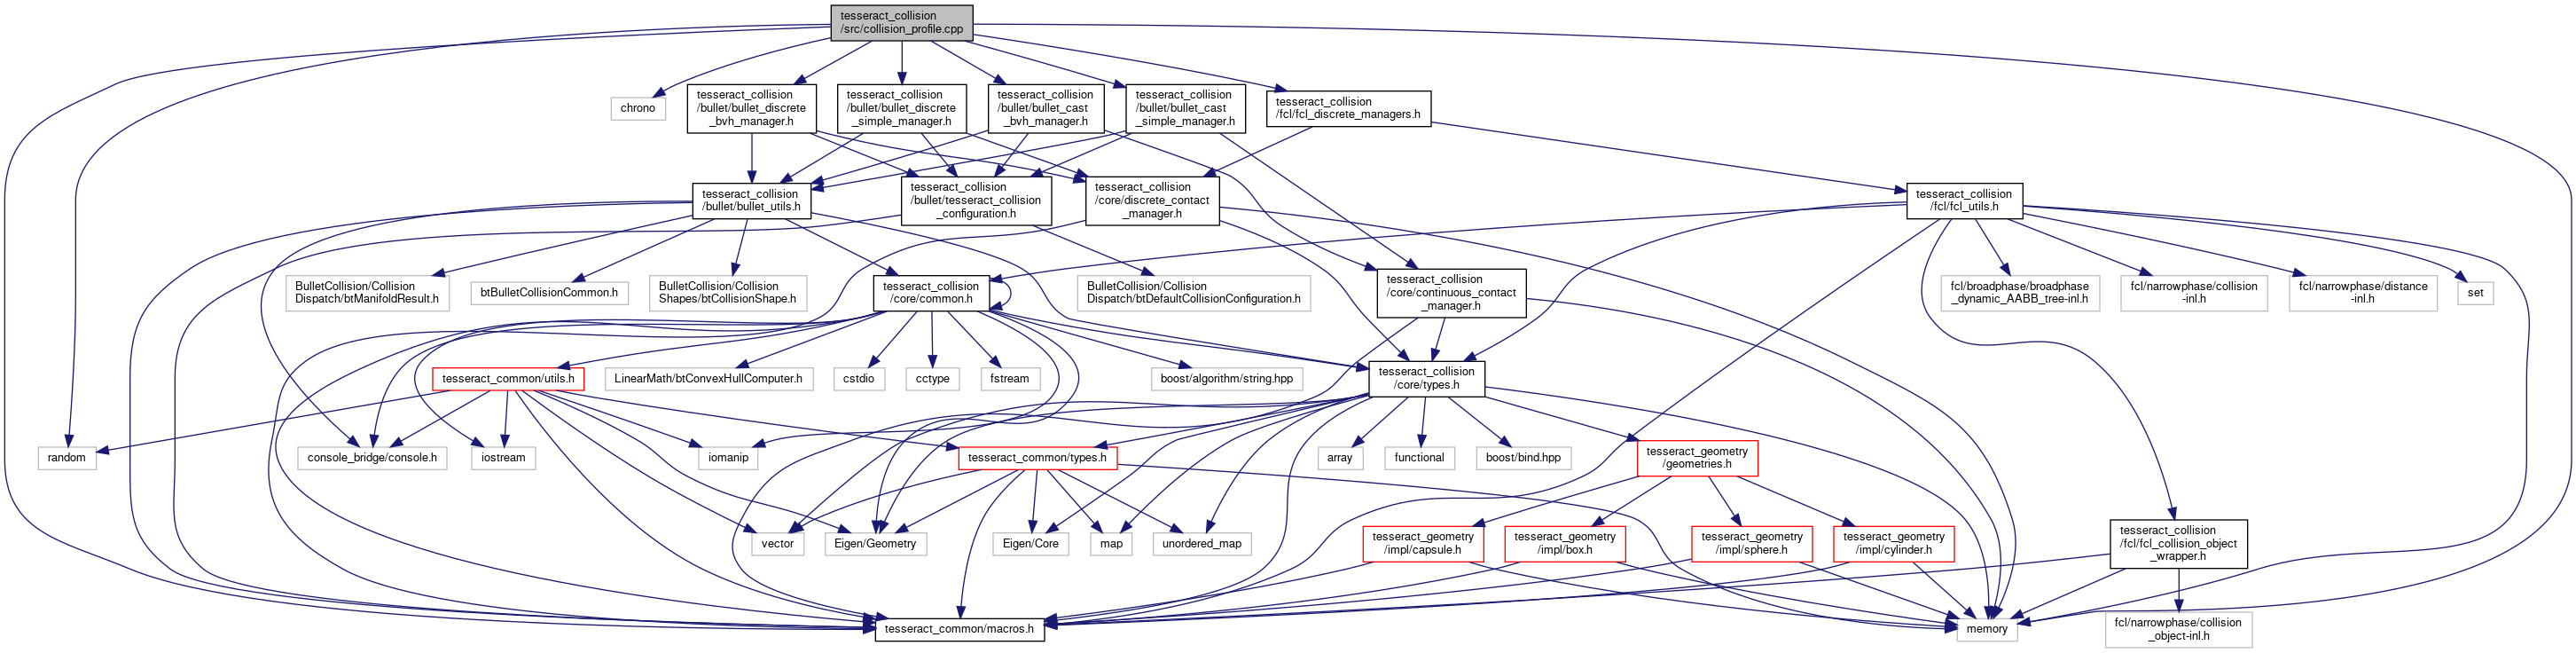 tesseract_collision
/src/collision_profile.cpp
chrono
tesseract_collision
/bullet/bullet_discrete
_bvh_manager.h
tesseract_collision
/bullet/bullet_discrete
_simple_manager.h
tesseract_collision
/bullet/bullet_cast
_bvh_manager.h
tesseract_collision
/bullet/bullet_cast
_simple_manager.h
tesseract_collision
/fcl/fcl_discrete_managers.h
tesseract_collision
/bullet/bullet_utils.h
tesseract_collision
/bullet/tesseract_collision
_configuration.h
tesseract_collision
/core/discrete_contact
_manager.h
tesseract_collision
/fcl/fcl_utils.h
BulletCollision/Collision
Dispatch/btManifoldResult.h
btBulletCollisionCommon.h
BulletCollision/Collision
Shapes/btCollisionShape.h
tesseract_collision
/core/common.h
BulletCollision/Collision
Dispatch/btDefaultCollisionConfiguration.h
tesseract_collision
/core/continuous_contact
_manager.h
fcl/broadphase/broadphase
_dynamic_AABB_tree-inl.h
fcl/narrowphase/collision
-inl.h
fcl/narrowphase/distance
-inl.h
set
tesseract_common/utils.h
LinearMath/btConvexHullComputer.h
cstdio
cctype
fstream
boost/algorithm/string.hpp
tesseract_collision
/core/types.h
random
console_bridge/console.h
iostream
iomanip
tesseract_common/types.h
array
functional
boost/bind.hpp
tesseract_geometry
/geometries.h
vector
Eigen/Geometry
Eigen/Core
map
unordered_map
tesseract_geometry
/impl/capsule.h
tesseract_geometry
/impl/box.h
tesseract_geometry
/impl/sphere.h
tesseract_geometry
/impl/cylinder.h
tesseract_collision
/fcl/fcl_collision_object
_wrapper.h
tesseract_common/macros.h
memory
fcl/narrowphase/collision
_object-inl.h